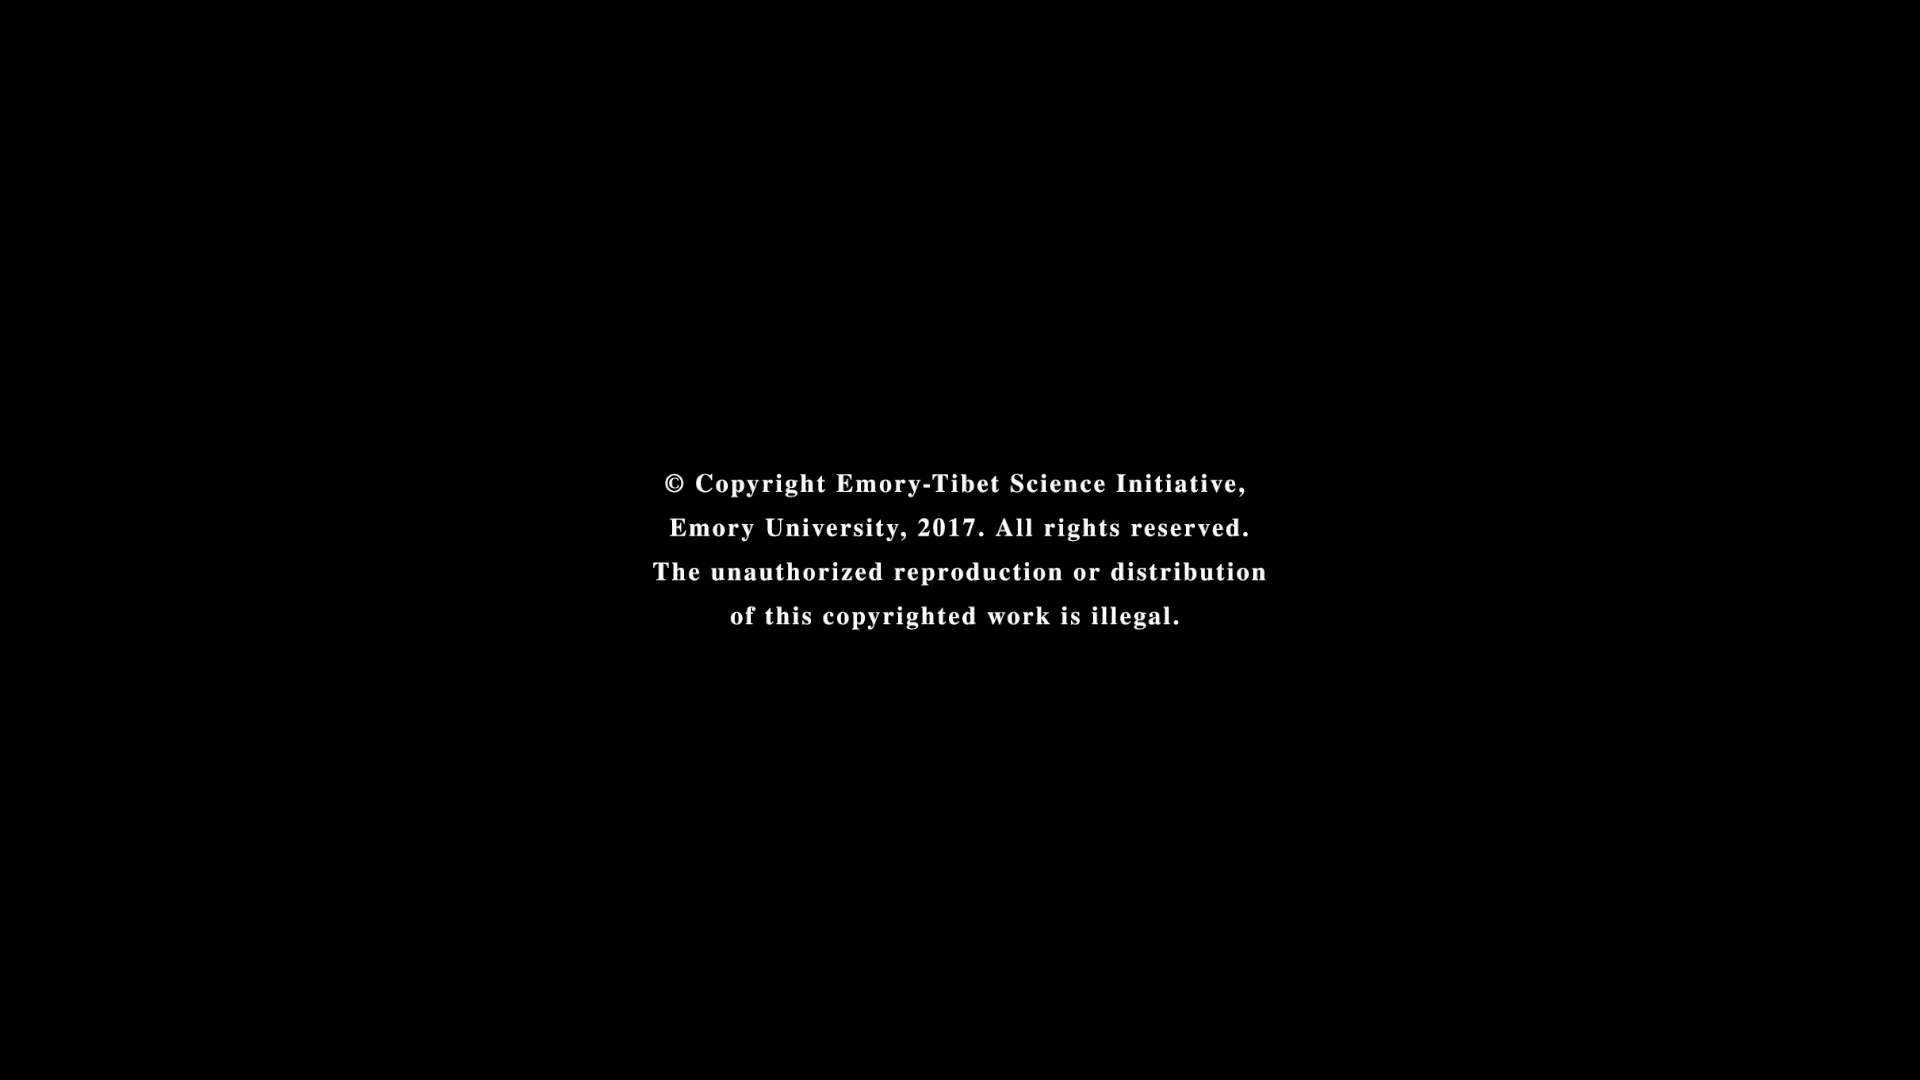 © Copyright Emory-Tibet Science Initiative,
Emory University, 2017. All rights reserved.
The unauthorized reproduction or distribution
of this copyrighted work is illegal.